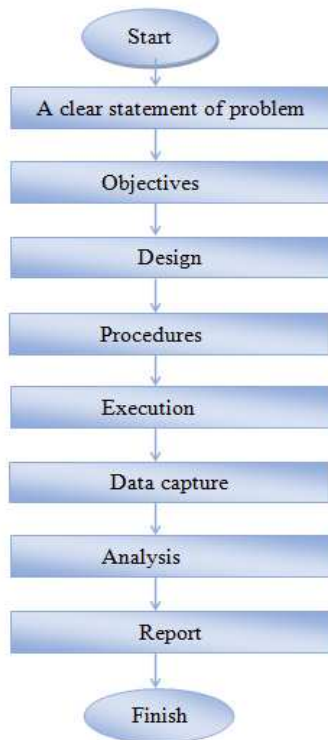 Start
A clear statement of problem
Objectives
Design
Procedures
Execution
Data capture
Analysis
Report
Finish